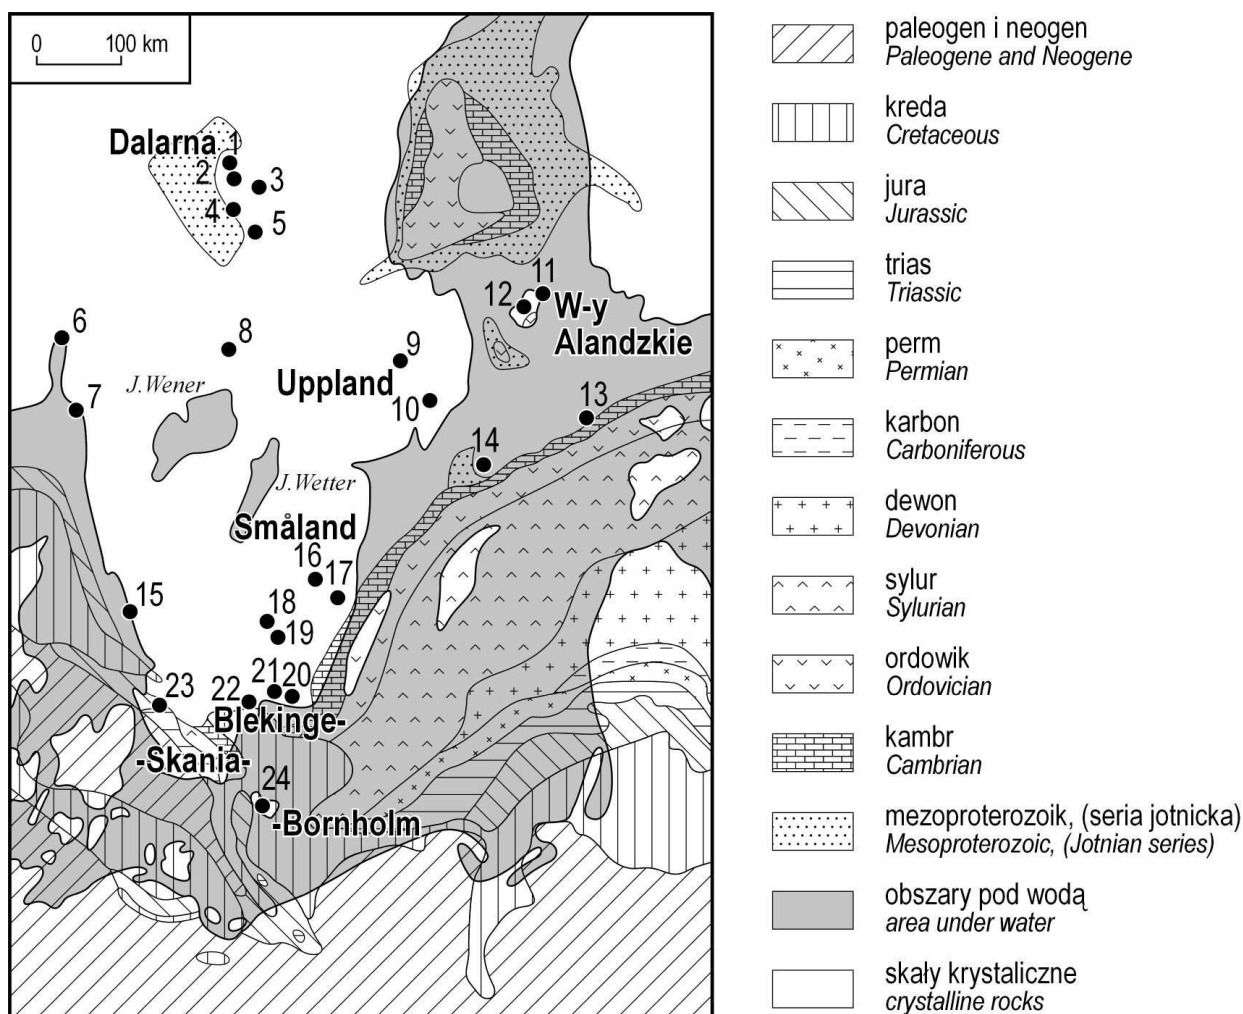 0 100 km
Dalarna 1
2
3
4
5
6
7
8
9
10
11
12
W-y
Alandzkie
Uppland
J.Wener
J.Wetter
13
14
Småland
15
16
17
18
19
20
21
22
23
Blekinge-
-Skania-
24
-Bornholm
paleogen i neogen
Paleogene and Neogene
kreda
Cretaceous
jura
Jurassic
trias
Triassic
perm
Permian
karbon
Carboniferous
dewon
Devonian
sylur
Sylurian
ordowik
Ordovician
kambr
Cambrian
mezoproterozoik, (seria jotnicka)
Mesoproterozoic, (Jotnian series)
obszary pod wodą
area under water
skały krystaliczne
crystalline rocks